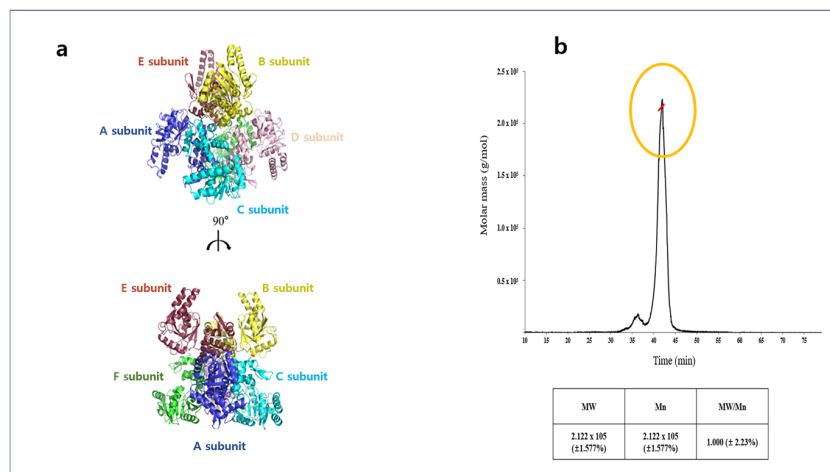 a
E subunit
B subunit
A subunit
D subunit
C subunit
90°
E subunit
B subunit
F subunit
C subunit
A subunit
b
Molar mass (g/mol)
2.5 x 10⁵
2.0 x 10⁵
1.5 x 10⁵
1.0 x 10⁵
0.5 x 10⁵
10 15 20 25 30 35 40 45 50 55 60 65 70 75
Time (min)
MW Mn MW/Mn
2.122 x 105 (±1.577%) 2.122 x 105 (±1.577%) 1.000 (± 2.23%)